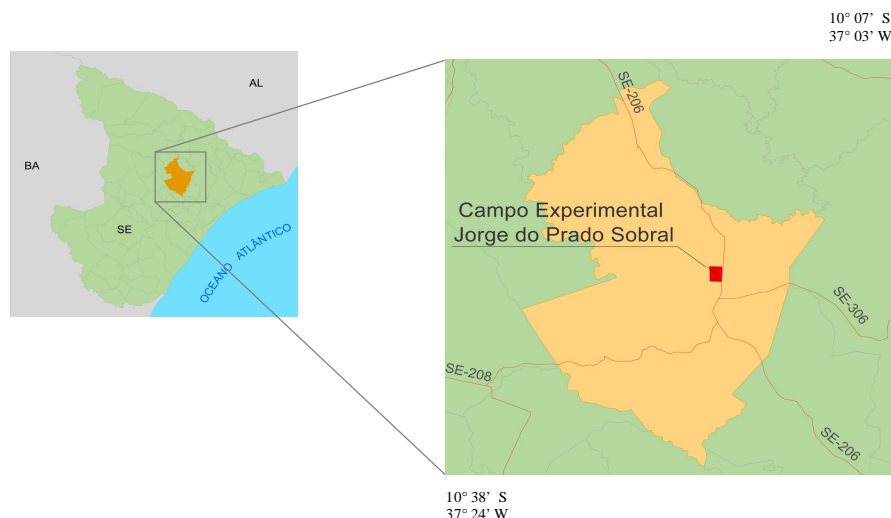 10° 07’ S
37° 03’ W
AL
BA
SE
OCEANO ATLÂNTICO
SE-206
Campo Experimental
Jorge do Prado Sobral
SE-306
SE-208
SE-206
10° 38’ S
37° 24’ W